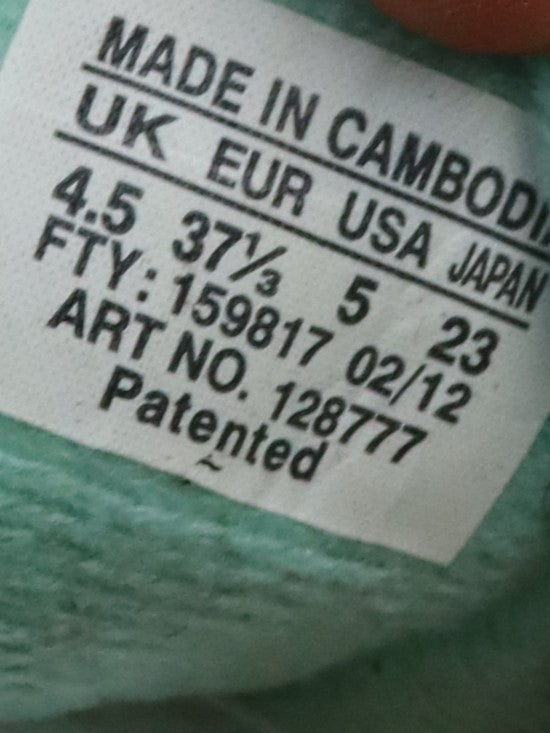 MADE IN CAMBODIA
UK EUR USA JAPAN
4.5 37⅓ 5 23
FTY: 159817 02/12
ART NO. 128777
Patented
~